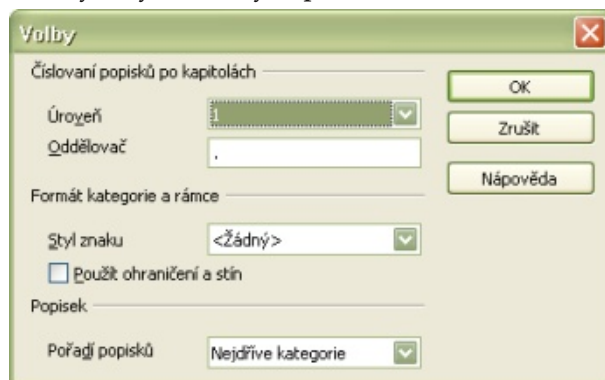 Volby
Číslovaní popisků po kapitolách
OK
Úroveň 1
Zrušit
Oddělovač .
Nápověda
Formát kategorie a rámce
Styl znaku <Žádný>
Použít ohraničení a stín
Popisek
Pořadí popisků Nejdříve kategorie